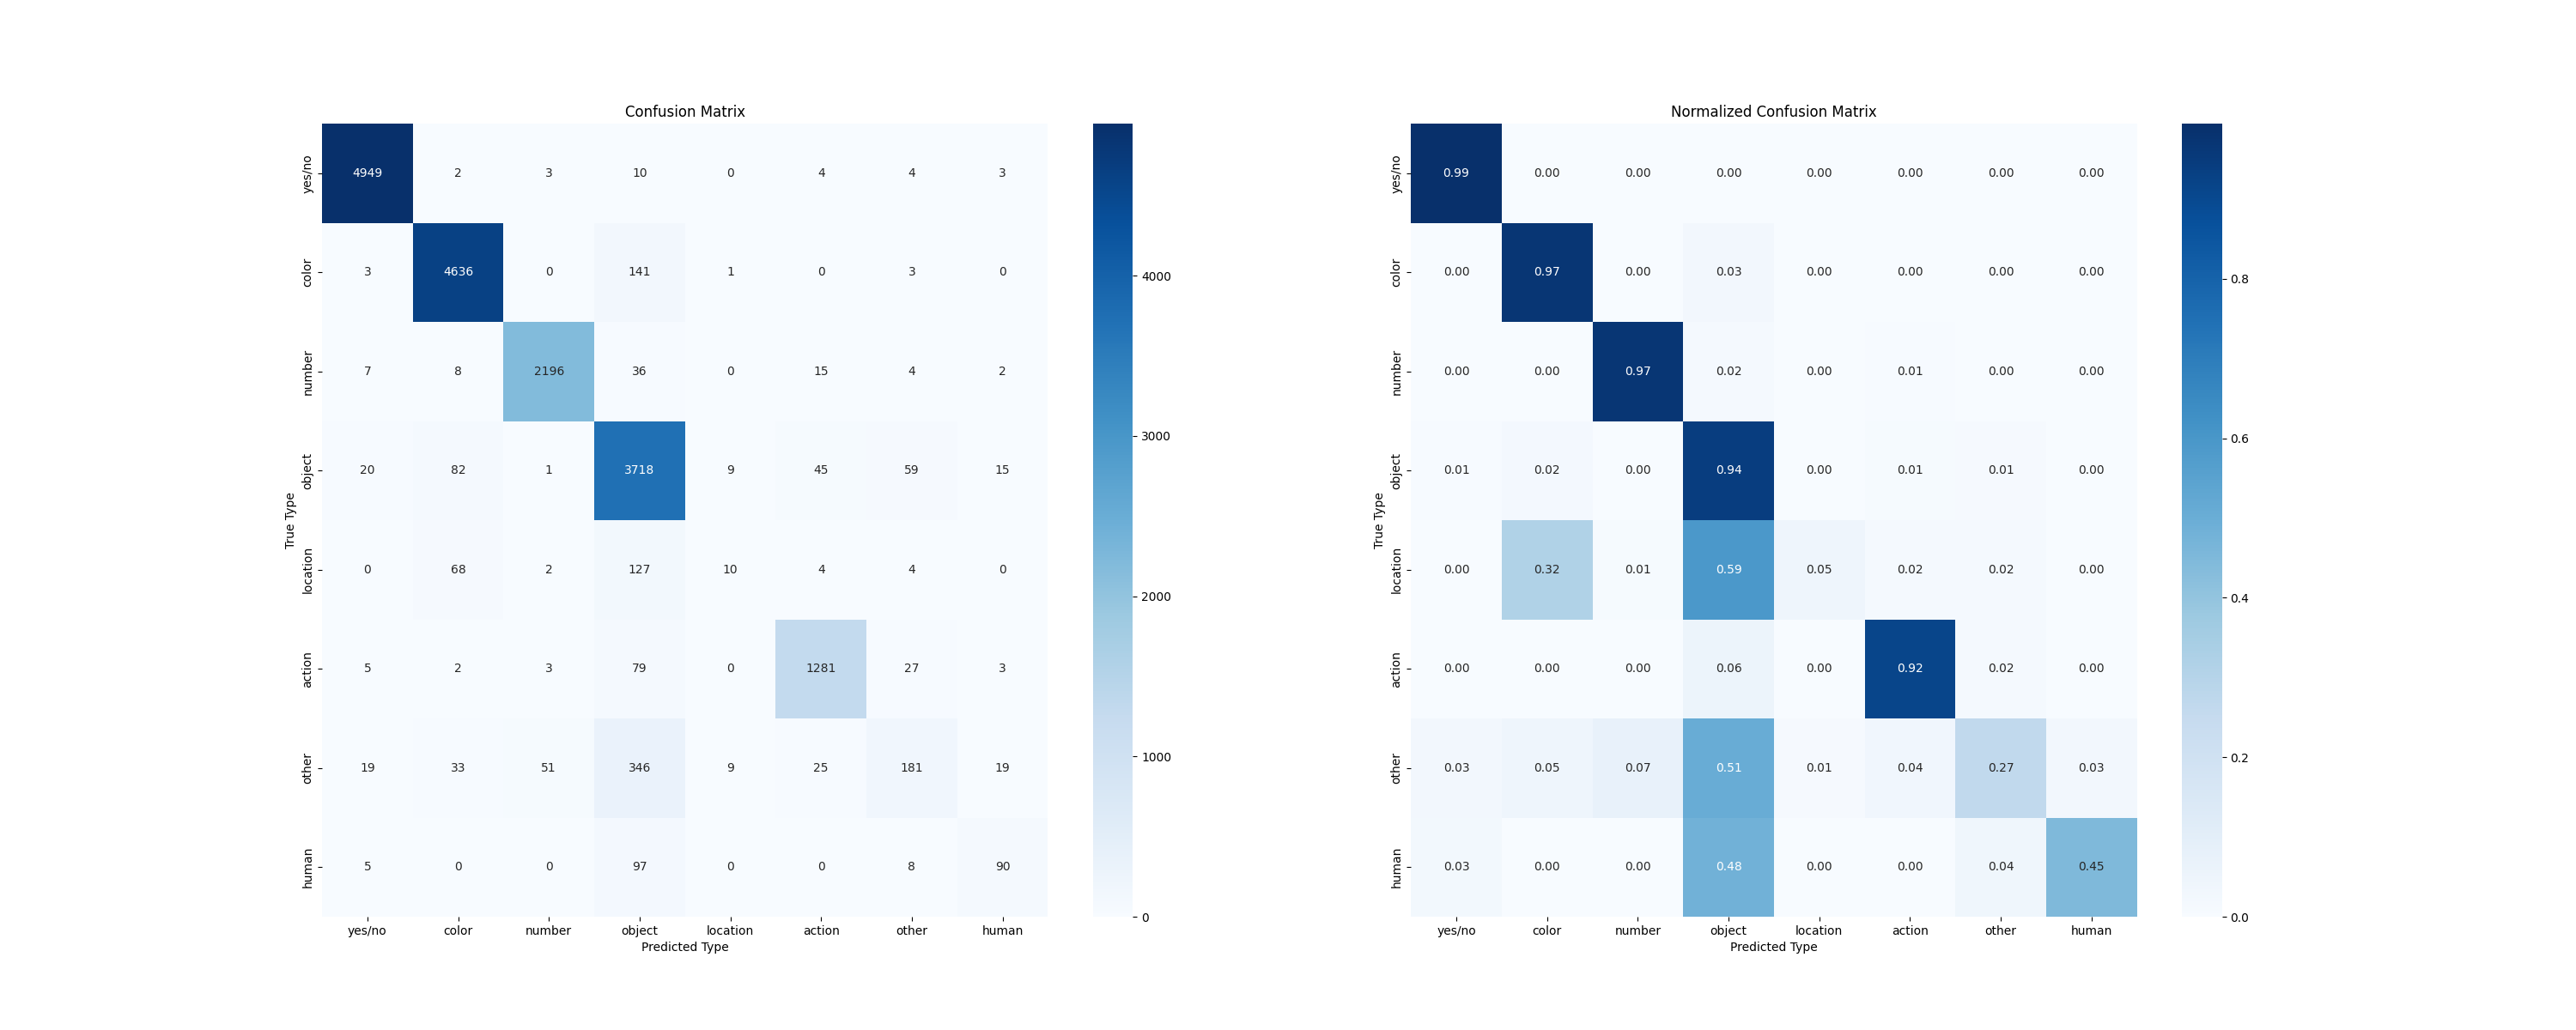 Confusion Matrix
yes/no 4949 2 3 10 0 4 4 3
color 3 4636 0 141 1 0 3 0
number 7 8 2196 36 0 15 4 2
object 20 82 1 3718 9 45 59 15
location 0 68 2 127 10 4 4 0
action 5 2 3 79 0 1281 27 3
other 19 33 51 346 9 25 181 19
human 5 0 0 97 0 0 8 90
yes/no color number object location action other human
Predicted Type
True Type
4000
3000
2000
1000
0
Normalized Confusion Matrix
yes/no 0.99 0.00 0.00 0.00 0.00 0.00 0.00 0.00
color 0.00 0.97 0.00 0.03 0.00 0.00 0.00 0.00
number 0.00 0.00 0.97 0.02 0.00 0.01 0.00 0.00
object 0.01 0.02 0.00 0.94 0.00 0.01 0.01 0.00
location 0.00 0.32 0.01 0.59 0.05 0.02 0.02 0.00
action 0.00 0.00 0.00 0.06 0.00 0.92 0.02 0.00
other 0.03 0.05 0.07 0.51 0.01 0.04 0.27 0.03
human 0.03 0.00 0.00 0.48 0.00 0.00 0.04 0.45
yes/no color number object location action other human
Predicted Type
True Type
0.8
0.6
0.4
0.2
0.0